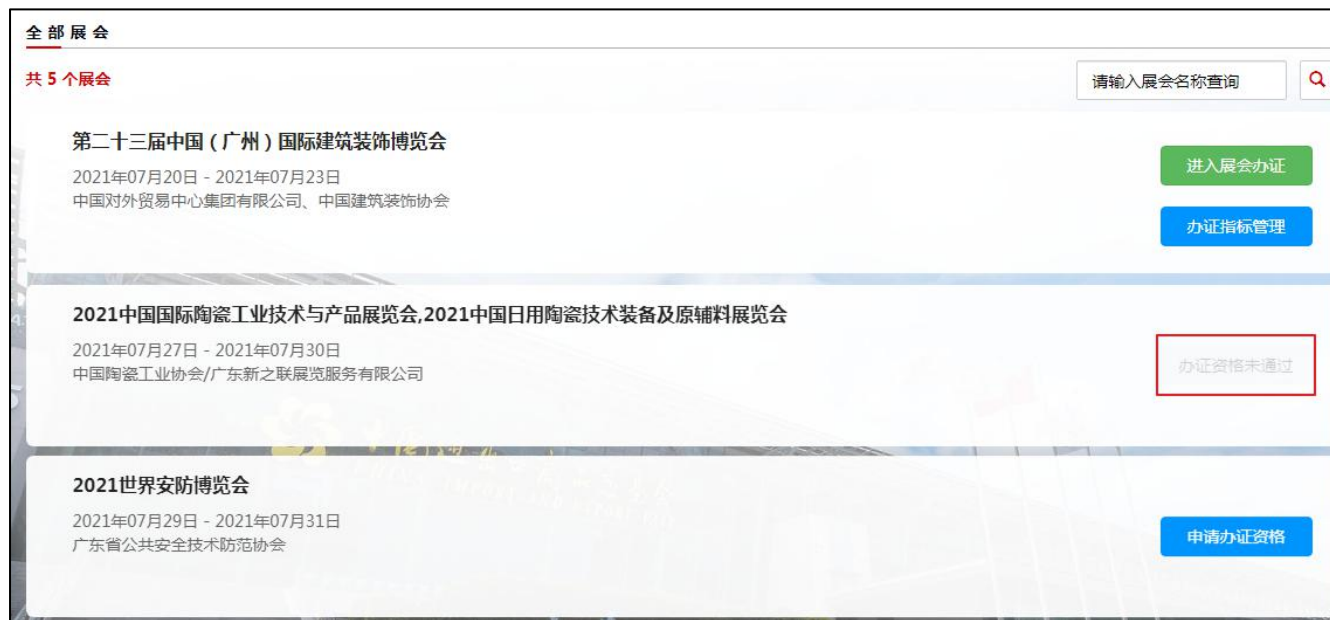 全部展会
共 5 个展会
请输入展会名称查询
第二十三届中国（广州）国际建筑装饰博览会
2021年07月20日 - 2021年07月23日
中国对外贸易中心集团有限公司、中国建筑装饰协会
进入展会办证
办证指标管理
2021中国国际陶瓷工业技术与产品展览会,2021中国日用陶瓷技术装备及原辅料展览会
2021年07月27日 - 2021年07月30日
中国陶瓷工业协会/广东新之联展览服务有限公司
办证资格未通过
2021世界安防博览会
2021年07月29日 - 2021年07月31日
广东省公共安全技术防范协会
申请办证资格